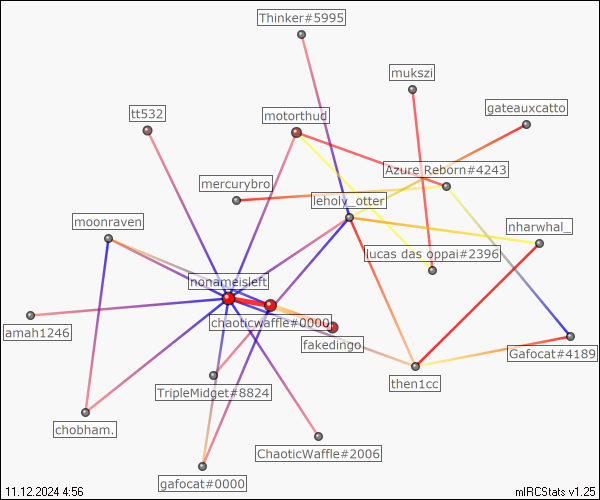 Thinker#5995
mukszi
gateauxcatto
tt532
motorthud
Azure Reborn#4243
mercurybro
leholy_otter
moonraven
nharwhal_
lucas das oppai#2396
nonameisleft
chaoticwaffle#0000
amah1246
fakedingo
Gafocat#4189
then1cc
TripleMidget#8824
chobham.
ChaoticWaffle#2006
gafocat#0000
11.12.2024 4:56
mIRCStats v1.25